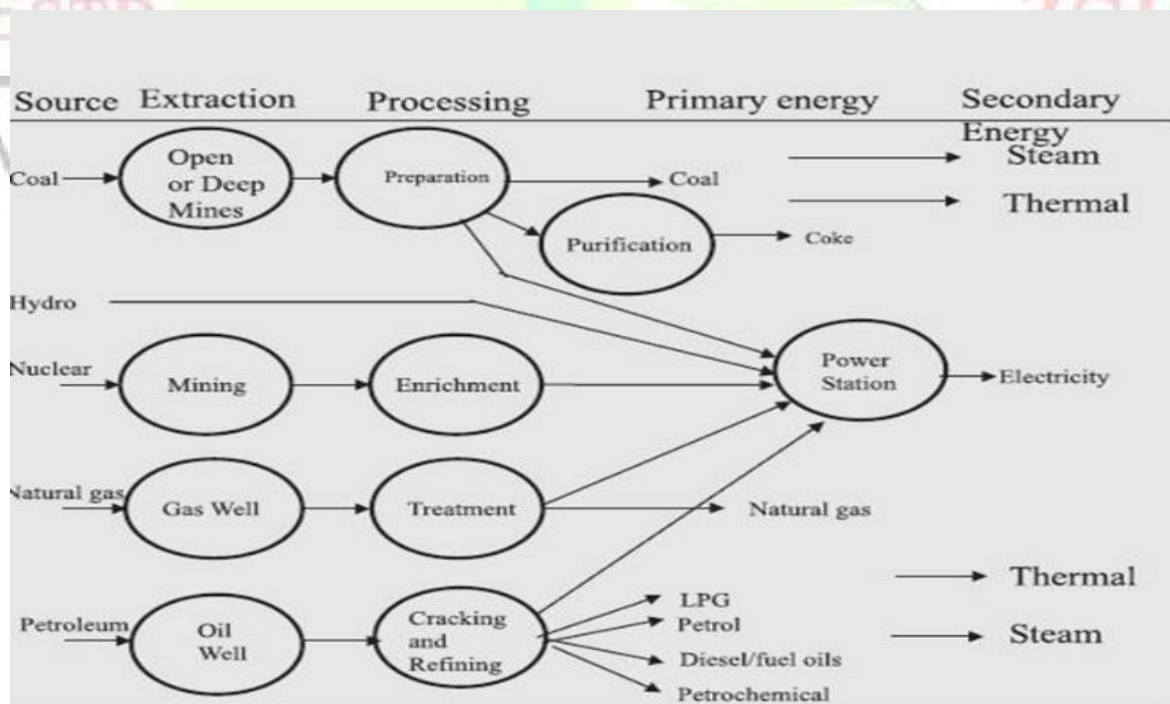 Source Extraction Processing Primary energy Secondary
Energy
Coal
Open
or Deep
Mines
Preparation
Coal
Steam
Thermal
Purification
Coke
Hydro
Nuclear
Mining
Enrichment
Power
Station
Electricity
Natural gas
Gas Well
Treatment
Natural gas
Petroleum
Oil
Well
Cracking
and
Refining
LPG
Petrol
Diesel/fuel oils
Petrochemical
Thermal
Steam